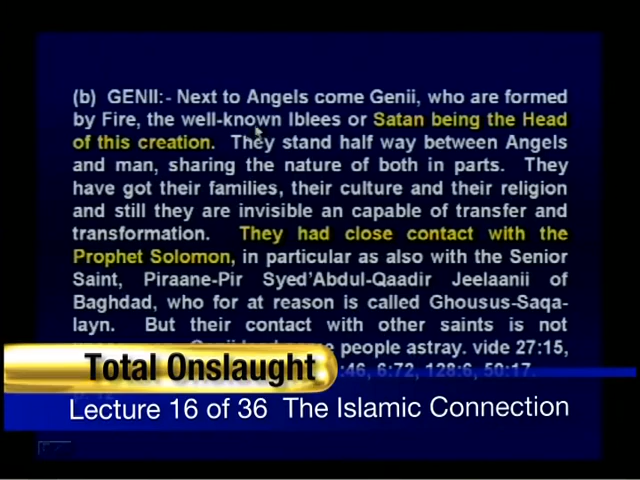 (b) GENII:- Next to Angels come Genii, who are formed
by Fire, the well-known Iblees or Satan being the Head
of this creation. They stand half way between Angels
and man, sharing the nature of both in parts. They
have got their families, their culture and their religion
and still they are invisible an capable of transfer and
transformation. They had close contact with the
Prophet Solomon, in particular as also with the Senior
Saint, Piraane-Pir Syed'Abdul-Qaadir Jeelaanii of
Baghdad, who for at reason is called Ghousus-Saqa-
layn. But their contact with other saints is not
people astray. vide 27:15,
:46, 6:72, 128:6, 50:17.
Total Onslaught
Lecture 16 of 36 The Islamic Connection